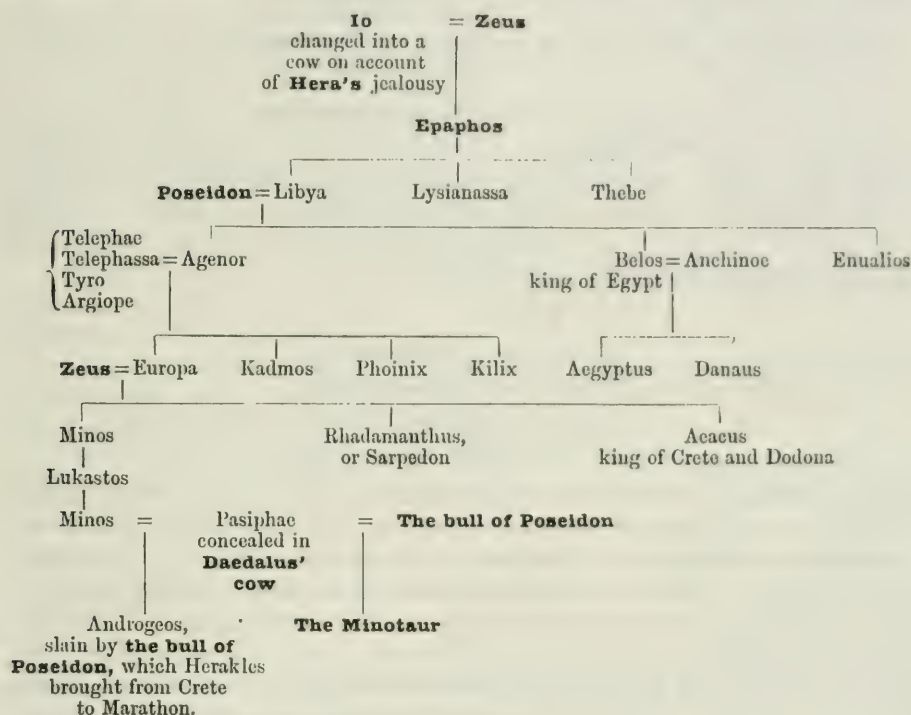 Io = Zeus
changed into a
cow on account
of Hera's jealousy
Epaphos
Poseidon = Libya Lysianassa Thebe
Telephae
Telephassa = Agenor Belos = Anchinoe Enualios
Tyro king of Egypt
Argiope
Zeus = Europa Kadmos Phoinix Kilix Aegyptus Danaus
Minos Rhadamanthus, Aeacus
or Sarpedon king of Crete and Dodona
Lukastos
Minos = Pasiphae = The bull of Poseidon
concealed in
Daedalus'
cow
Androgeos, The Minotaur
slain by the bull of
Poseidon, which Herakles
brought from Crete
to Marathon.